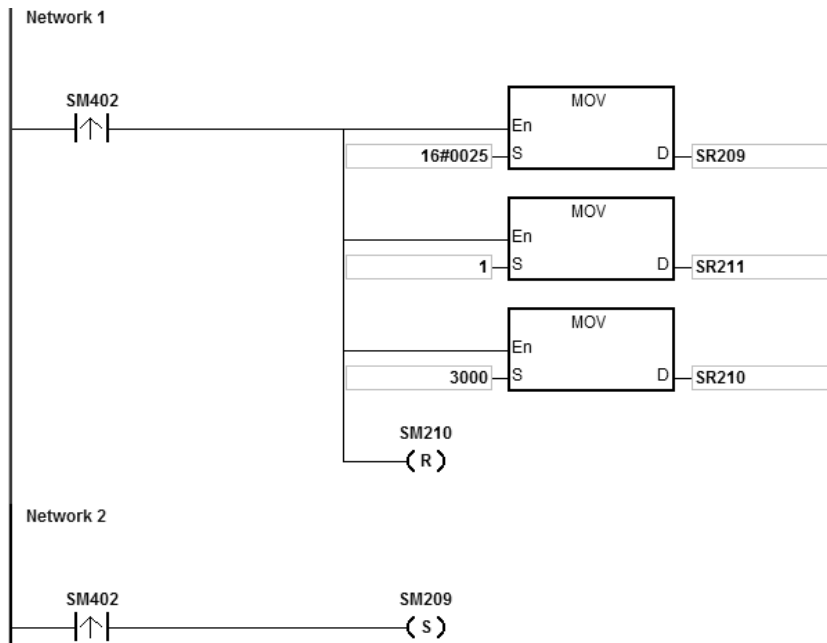 Network 1
SM402
MOV
En
16#0025 S D SR209
MOV
En
1 S D SR211
MOV
En
3000 S D SR210
SM210
R
Network 2
SM402 SM209
S